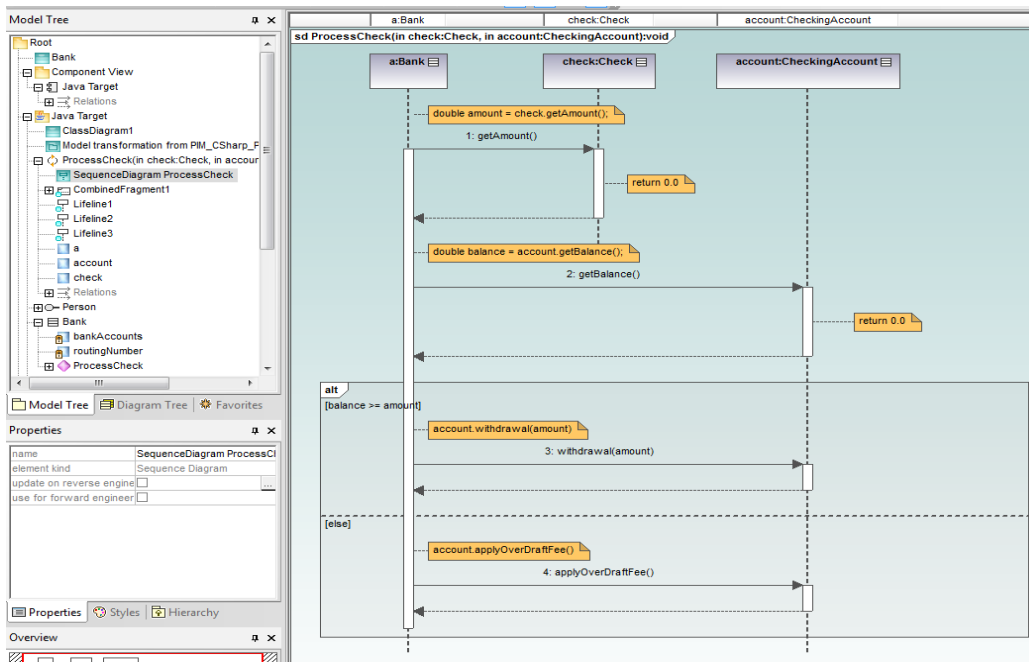 Model Tree
Root
Bank
Component View
Java Target
Relations
Java Target
ClassDiagram1
Model transformation from PIM_CSharp_P
ProcessCheck(in check:Check, in accour
SequenceDiagram ProcessCheck
CombinedFragment1
Lifeline1
Lifeline2
Lifeline3
a
account
check
Relations
Person
Bank
bankAccounts
routingNumber
ProcessCheck
Model Tree Diagram Tree Favorites
Properties
name SequenceDiagram ProcessCl
element kind Sequence Diagram
update on reverse engine ...
use for forward engineer
Properties Styles Hierarchy
Overview
a:Bank check:Check account:CheckingAccount
sd ProcessCheck(in check:Check, in account:CheckingAccount):void
a:Bank check:Check account:CheckingAccount
double amount = check.getAmount();
1: getAmount()
return 0.0
double balance = account.getBalance();
2: getBalance()
return 0.0
alt
[balance >= amount]
account.withdrawal(amount)
3: withdrawal(amount)
[else]
account.applyOverDraftFee()
4: applyOverDraftFee()